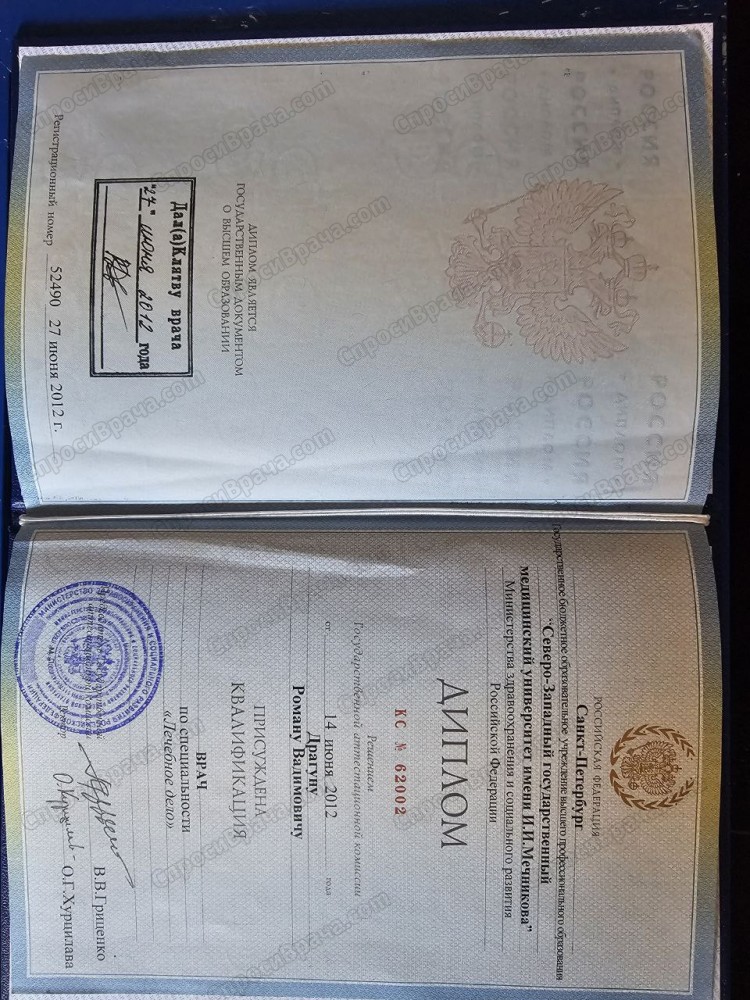 ДИПЛОМ ЯВЛЯЕТСЯ
ГОСУДАРСТВЕННЫМ ДОКУМЕНТОМ
О ВЫСШЕМ ОБРАЗОВАНИИ
Дал(а) Клятву врача
"27" июня 2012 года
Регистрационный номер 52490 27 июня 2012 г.
РОССИЙСКАЯ ФЕДЕРАЦИЯ
Санкт-Петербург
Государственное бюджетное образовательное учреждение высшего профессионального образования
"Северо-Западный государственный
медицинский университет имени И.И.Мечникова"
Министерства здравоохранения и социального развития
Российской Федерации
ДИПЛОМ
КС № 62002
Решением
Государственной аттестационной комиссии
от 14 июня 2012 года
Драгуну
Роману Вадимовичу
ПРИСУЖДЕНА
КВАЛИФИКАЦИЯ
ВРАЧ
по специальности
«Лечебное дело»
В.В.Гриценко
О.Г.Хурцилава
СпросиВрача.com